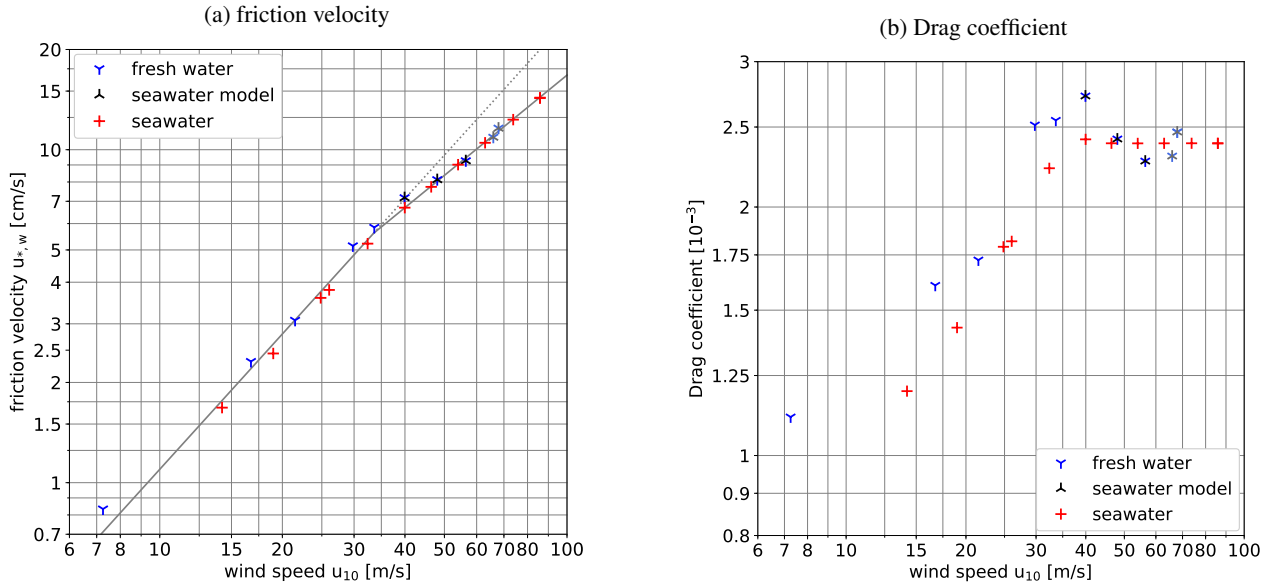 (a) friction velocity
20
15
10
7
5
4
3
2.5
2
1.5
1
0.7
friction velocity u*, w [cm/s]
fresh water
seawater model
seawater
6 7 8 10 15 20 30 40 50 60 70 80 100
wind speed u10 [m/s]
(b) Drag coefficient
3
2.5
2
1.75
1.5
1.25
1
0.9
0.8
Drag coefficient [10−3]
fresh water
seawater model
seawater
6 7 8 10 15 20 30 40 50 60 70 80 100
wind speed u10 [m/s]